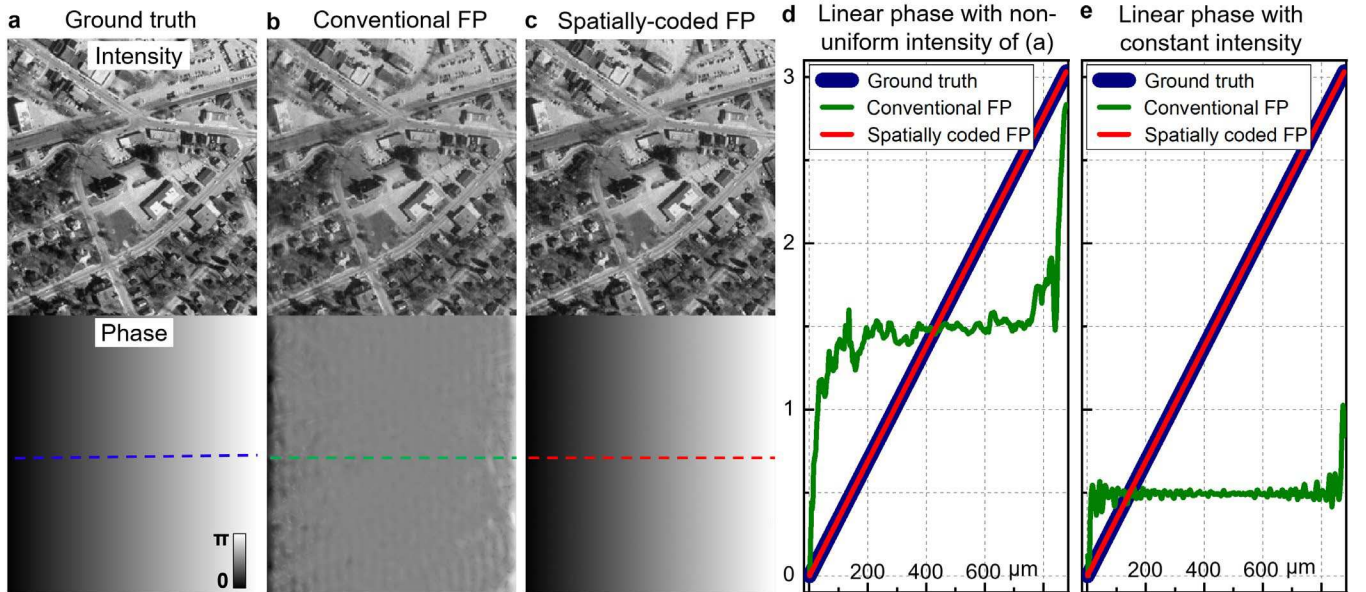 a Ground truth
b Conventional FP
c Spatially-coded FP
d Linear phase with non-
uniform intensity of (a)
e Linear phase with
constant intensity
Intensity
Phase
π
0
Ground truth
Conventional FP
Spatially coded FP
3
2
1
0
200 400 600 μm
Ground truth
Conventional FP
Spatially coded FP
200 400 600 μm